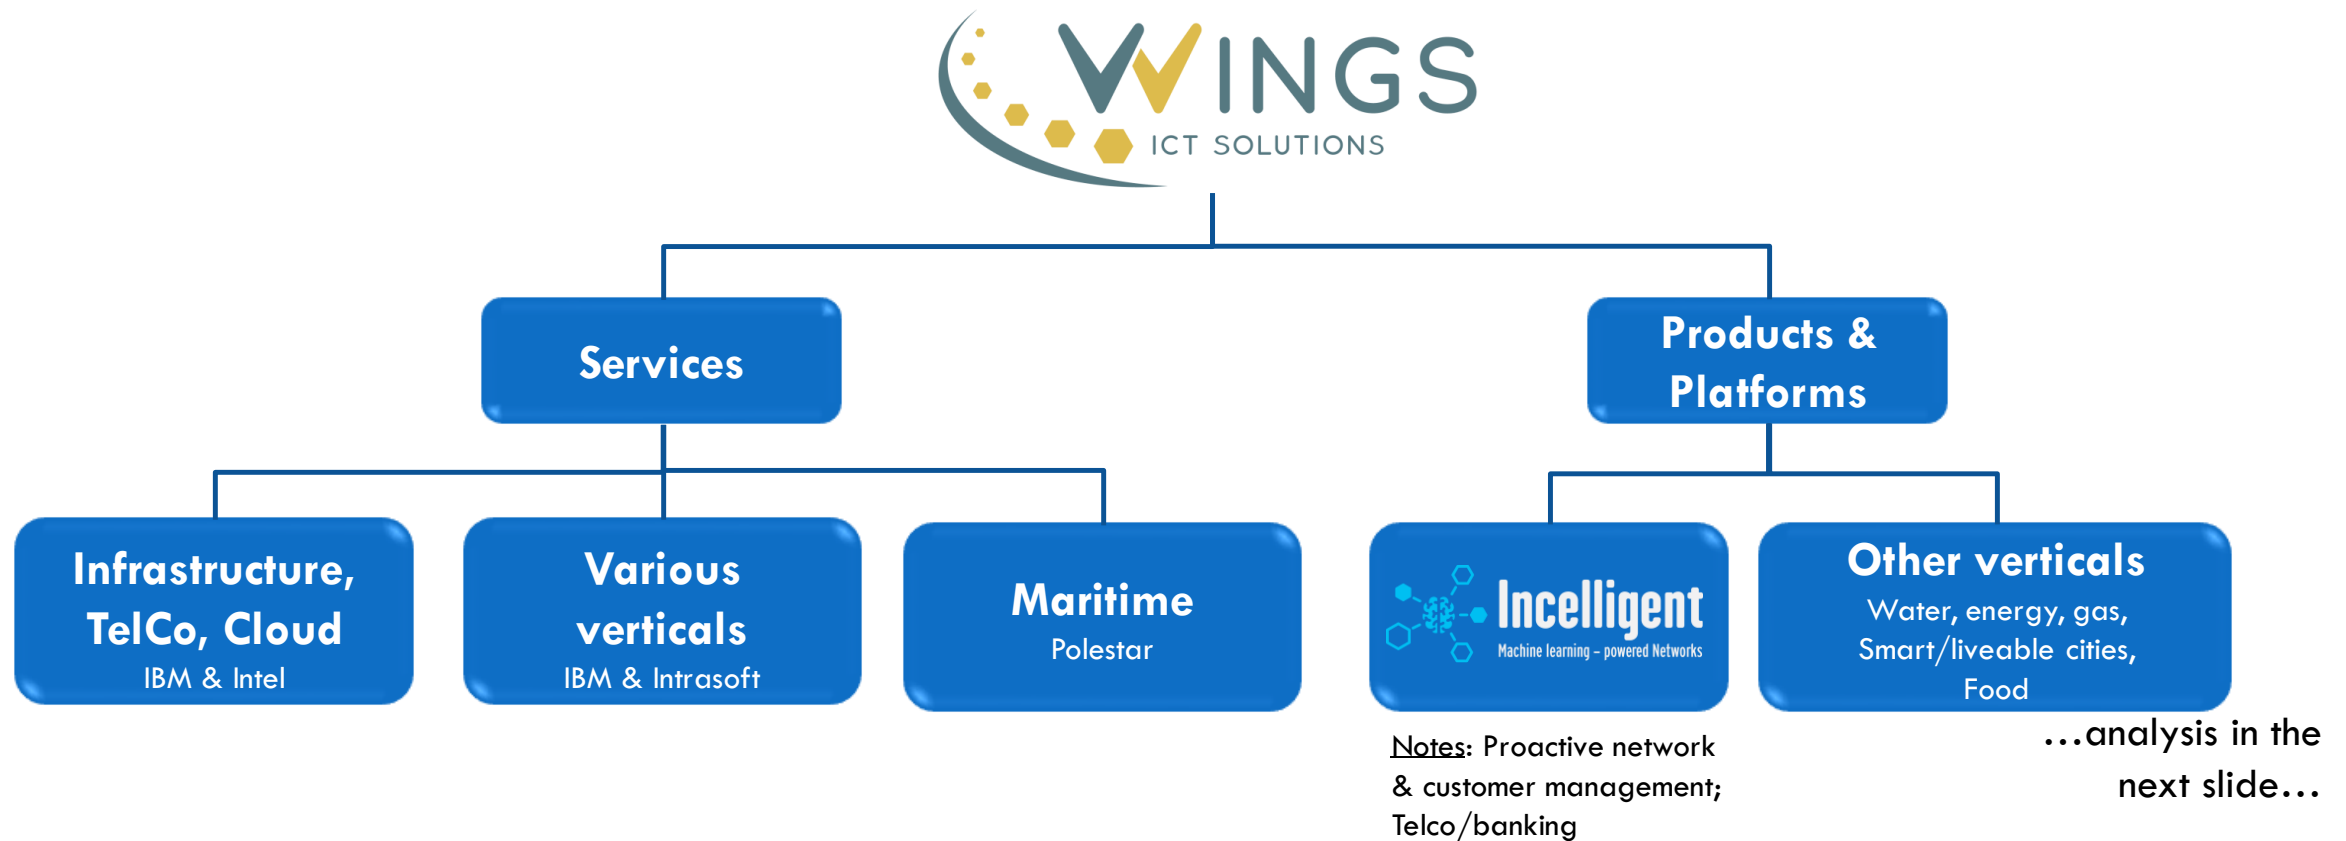 WINGS
ICT SOLUTIONS
Services
Products &
Platforms
Infrastructure,
TelCo, Cloud
IBM & Intel
Various
verticals
IBM & Intrasoft
Maritime
Polestar
Incelligent
Machine learning – powered Networks
Other verticals
Water, energy, gas,
Smart/liveable cities,
Food
Notes: Proactive network
& customer management;
Telco/banking
...analysis in the
next slide...